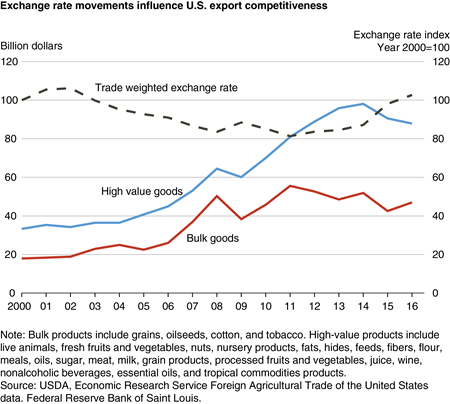 Exchange rate movements influence U.S. export competitiveness
Exchange rate index
Billion dollars Year 2000=100
120 120
Trade weighted exchange rate
100 100
80 80
60 60
High value goods
40 40
Bulk goods
20 20
0 0
2000 01 02 03 04 05 06 07 08 09 10 11 12 13 14 15 16
Note: Bulk products include grains, oilseeds, cotton, and tobacco. High-value products include
live animals, fresh fruits and vegetables, nuts, nursery products, fats, hides, feeds, fibers, flour,
meals, oils, sugar, meat, milk, grain products, processed fruits and vegetables, juice, wine,
nonalcoholic beverages, essential oils, and tropical commodities products.
Source: USDA, Economic Research Service Foreign Agricultural Trade of the United States
data. Federal Reserve Bank of Saint Louis.